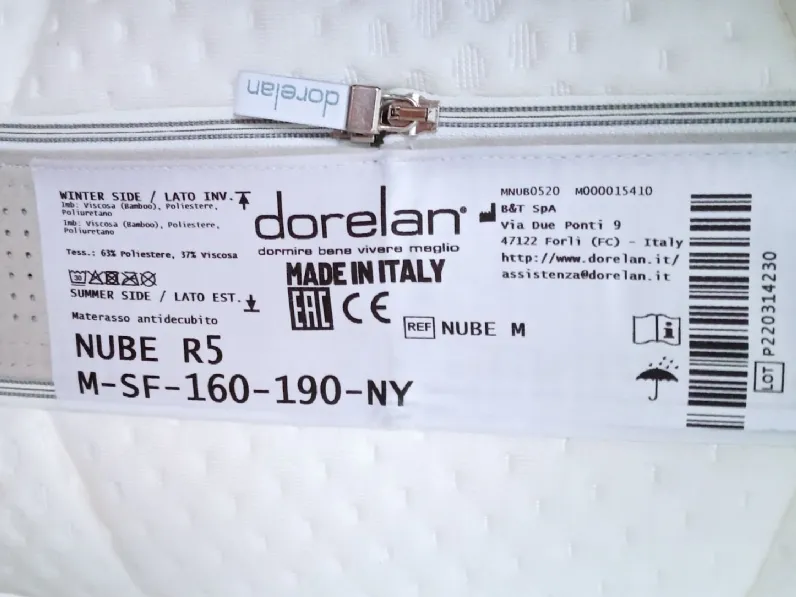 dorelan
WINTER SIDE / LATO INV.
Imb: Viscosa (Bamboo), Poliestere,
Poliuretano
Imb: Viscosa (Bamboo), Poliestere,
Poliuretano
Tess.: 63% Poliestere, 37% Viscosa
30
SUMMER SIDE / LATO EST.
Materasso antidecubito
NUBE R5
M-SF-160-190-NY
dorelan®
dormire bene vivere meglio
MADE IN ITALY
EAC CE
REF NUBE M
MNUB0520 M000015410
B&T SpA
Via Due Ponti 9
47122 Forlì (FC) - Italy
http://www.dorelan.it/
assistenza@dorelan.it
LOT P220314230